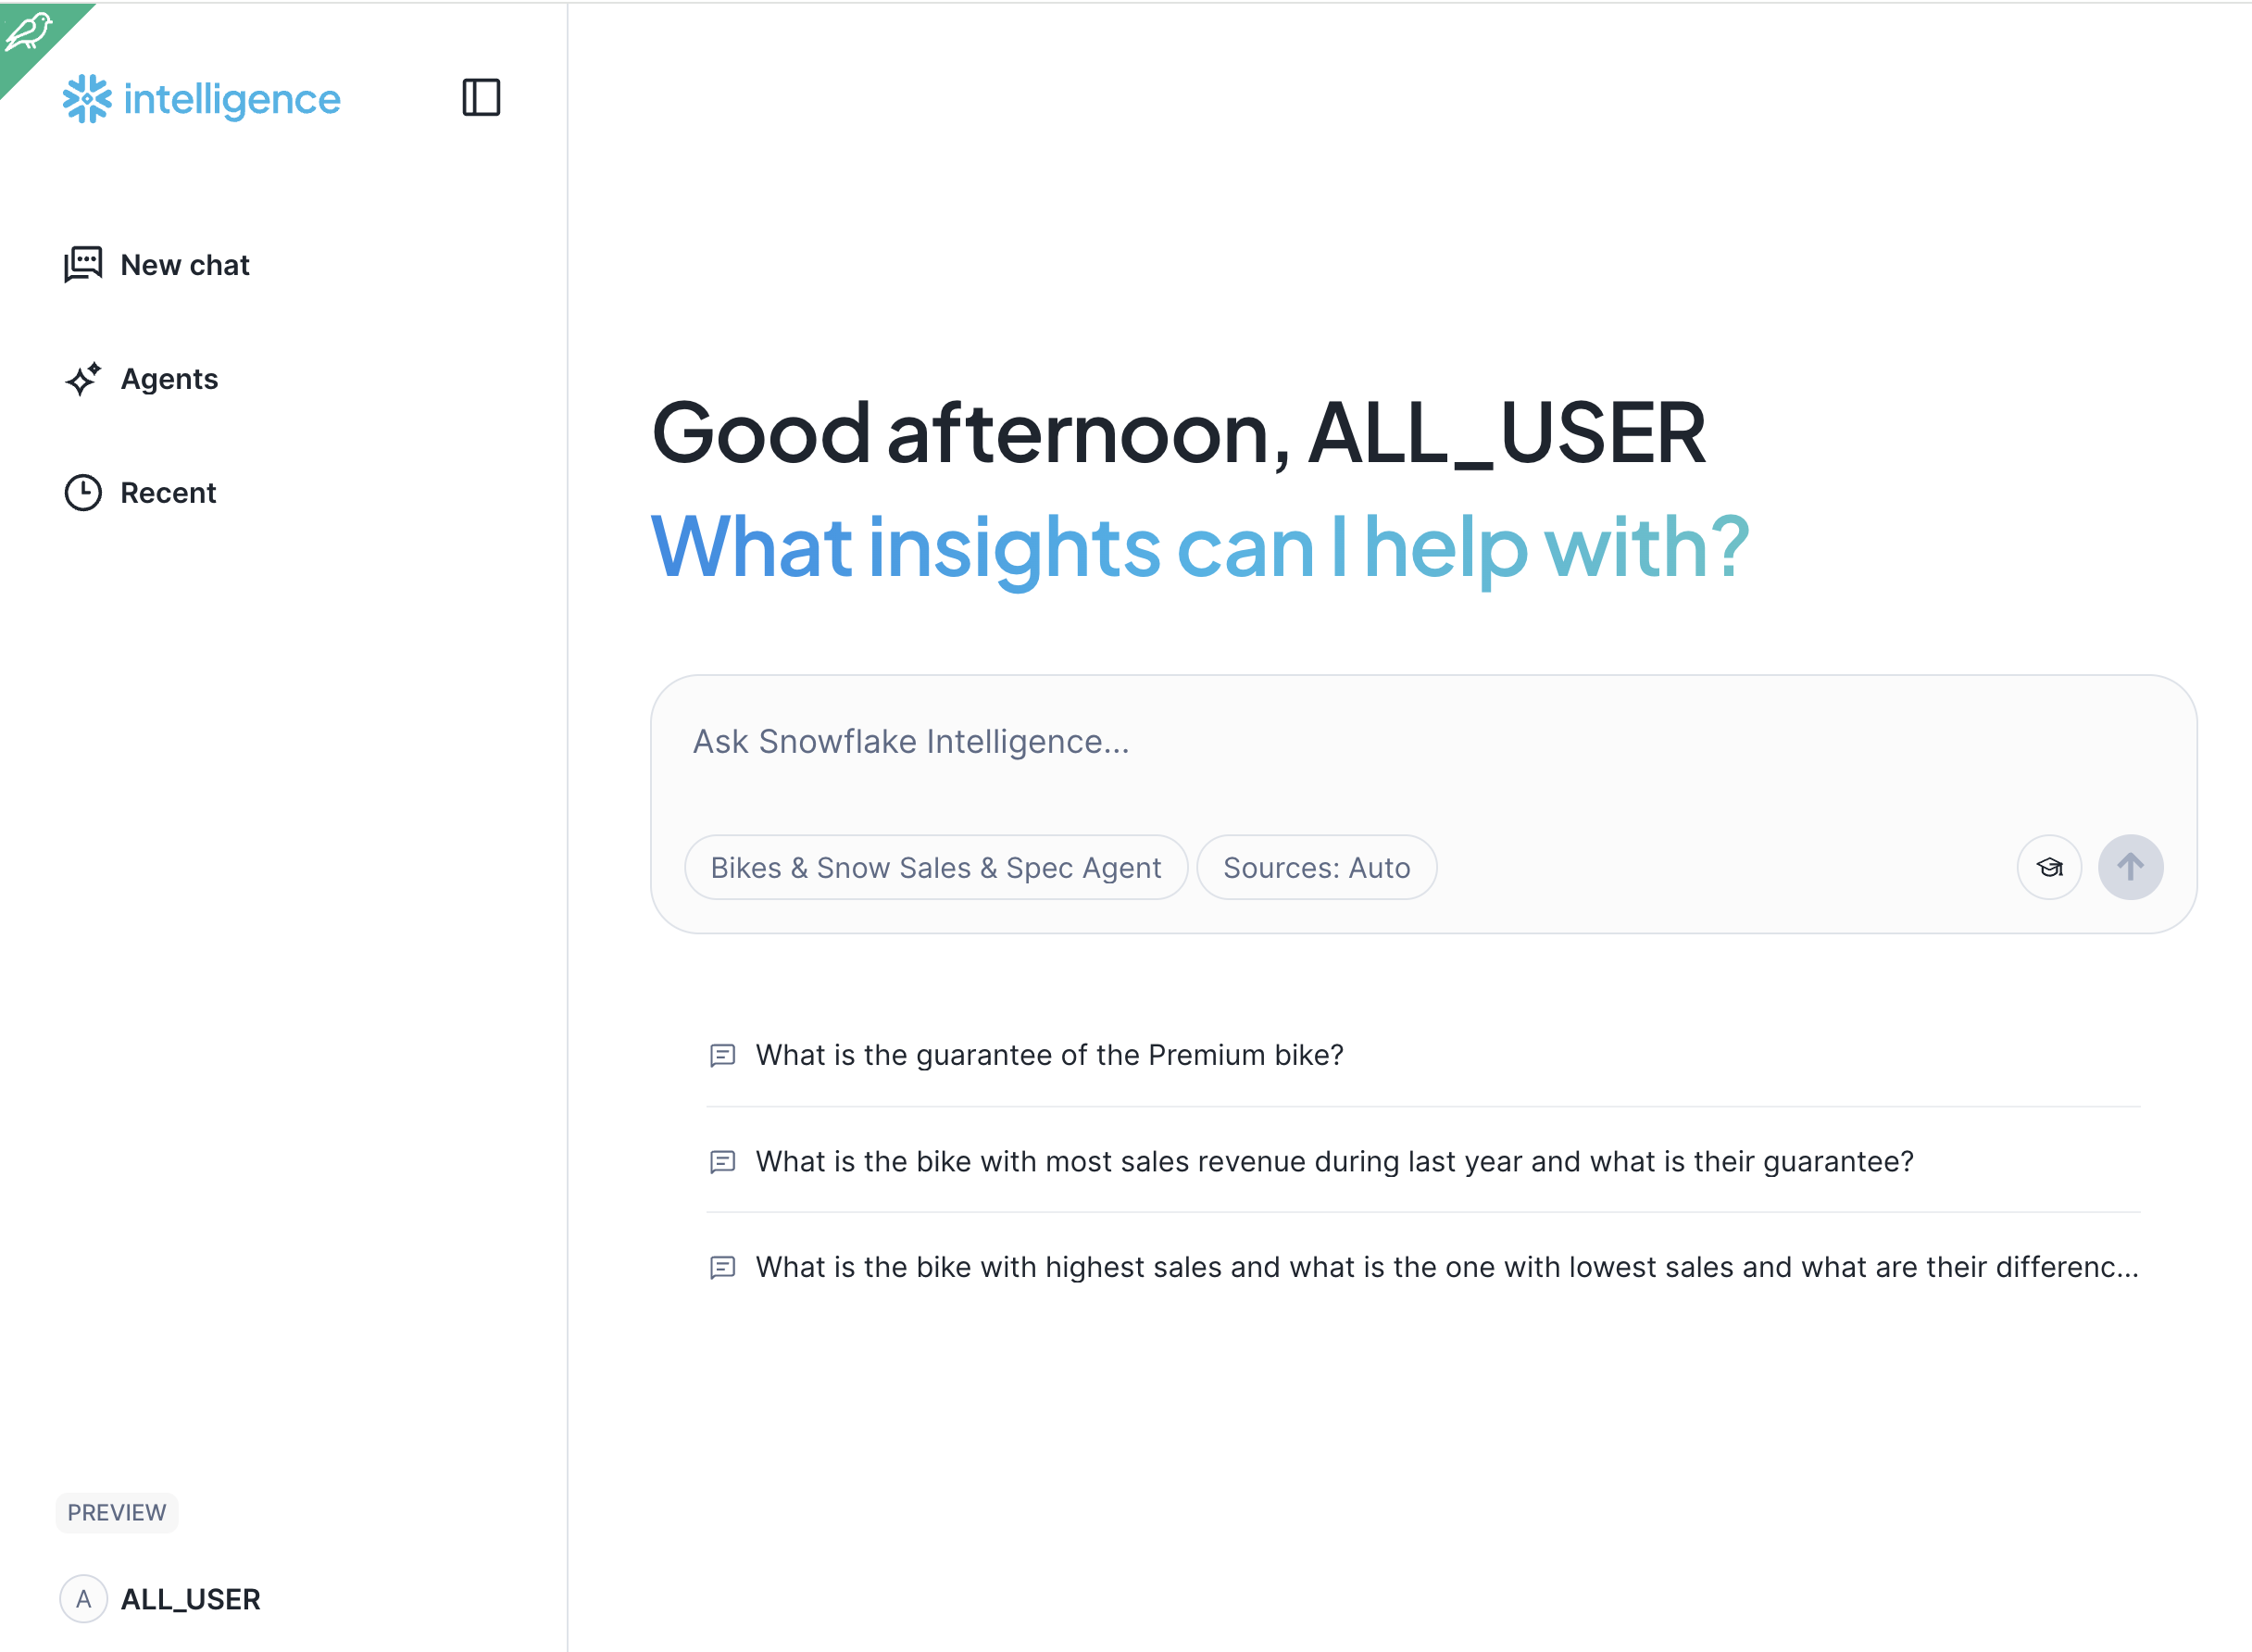 intelligence
New chat
Agents
Recent
Good afternoon, ALL_USER
What insights can I help with?
Ask Snowflake Intelligence...
Bikes & Snow Sales & Spec Agent
Sources: Auto
What is the guarantee of the Premium bike?
What is the bike with most sales revenue during last year and what is their guarantee?
What is the bike with highest sales and what is the one with lowest sales and what are their differenc...
PREVIEW
A ALL_USER